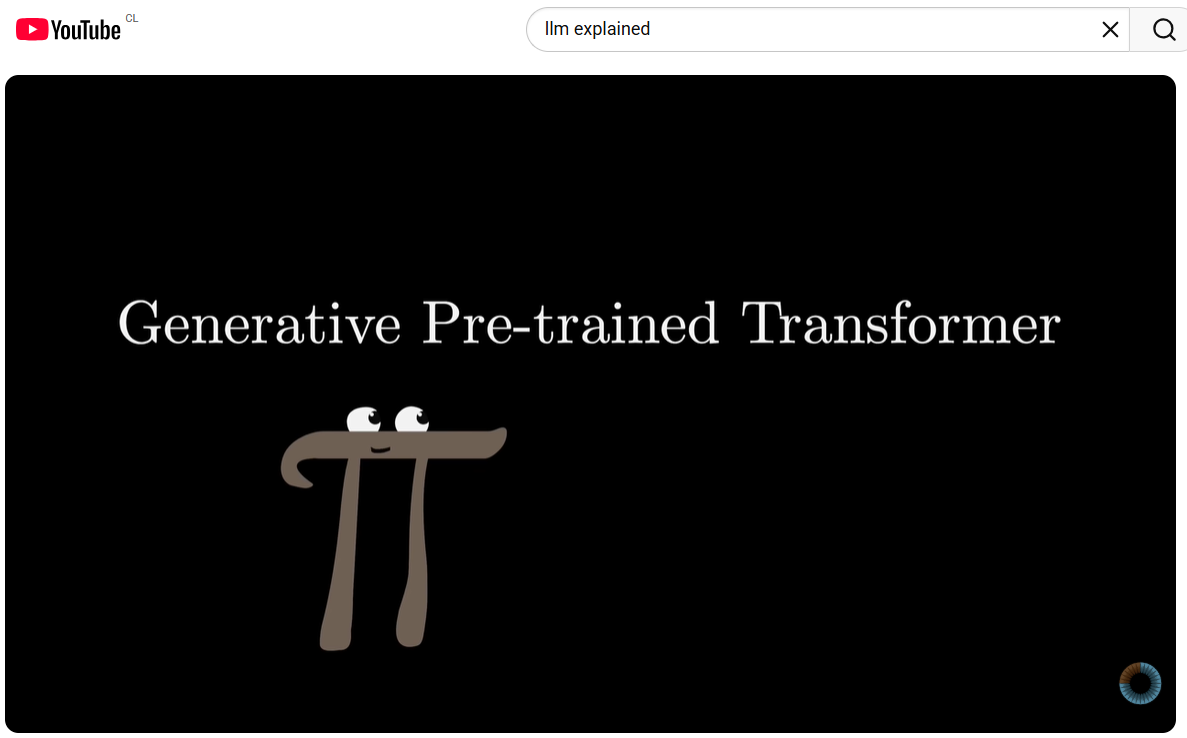 YouTube CL
llm explained
Generative Pre-trained Transformer